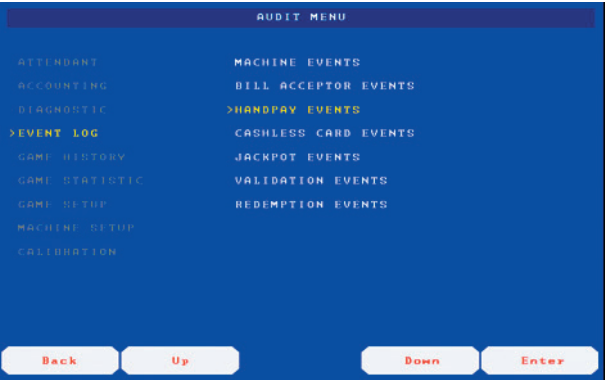 AUDIT MENU
ATTENDANT
ACCOUNTING
DIAGNOSTIC
>EVENT LOG
GAME HISTORY
GAME STATISTIC
GAME SETUP
MACHINE SETUP
CALIBRATION
MACHINE EVENTS
BILL ACCEPTOR EVENTS
>HANDPAY EVENTS
CASHLESS CARD EVENTS
JACKPOT EVENTS
VALIDATION EVENTS
REDEMPTION EVENTS
Back
Up
Down
Enter